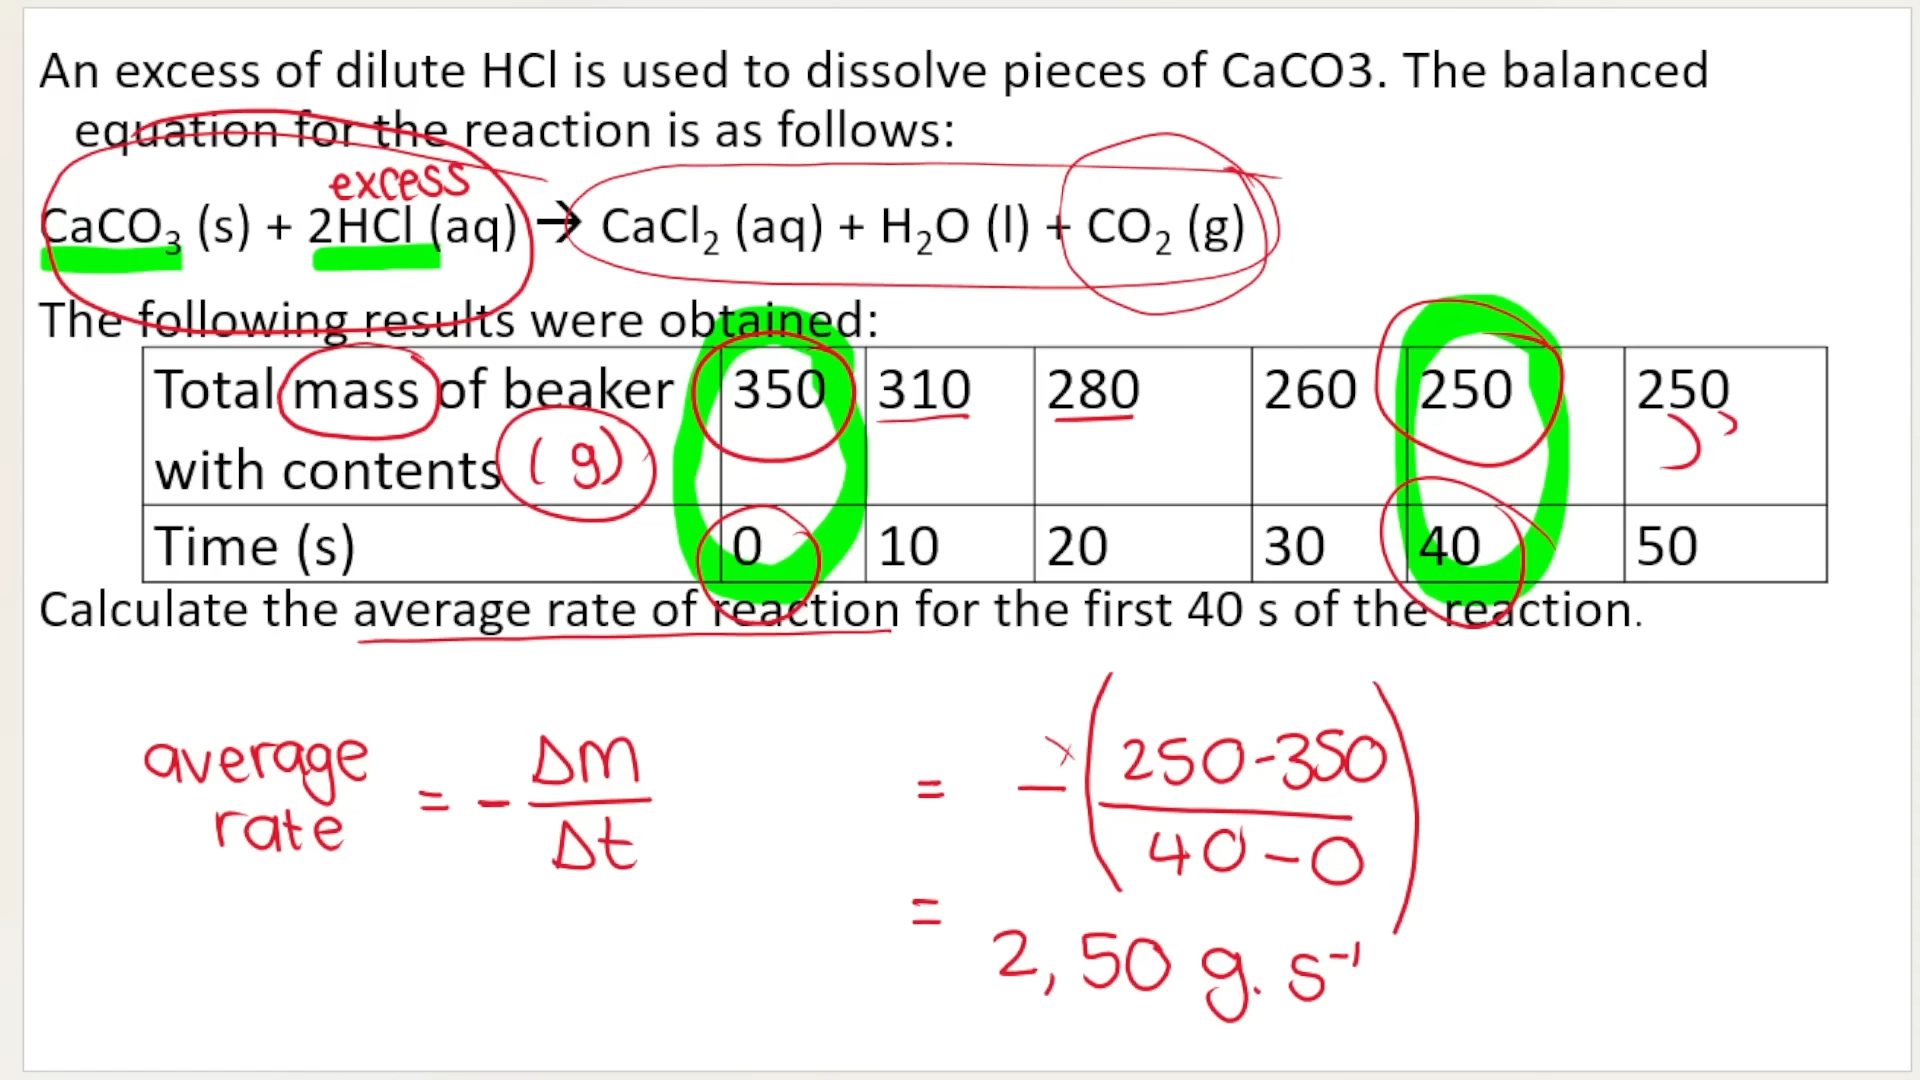 An excess of dilute HCl is used to dissolve pieces of CaCO3. The balanced
equation for the reaction is as follows:
excess
CaCO₃ (s) + 2HCl (aq) → CaCl₂ (aq) + H₂O (l) + CO₂ (g)
The following results were obtained:
Total mass of beaker 350 310 280 260 250 250
with contents (g)
Time (s) 0 10 20 30 40 50
Calculate the average rate of reaction for the first 40 s of the reaction.
average rate = - Δm/Δt
= - (250-350/40-0)
= 2,50 g.s⁻¹